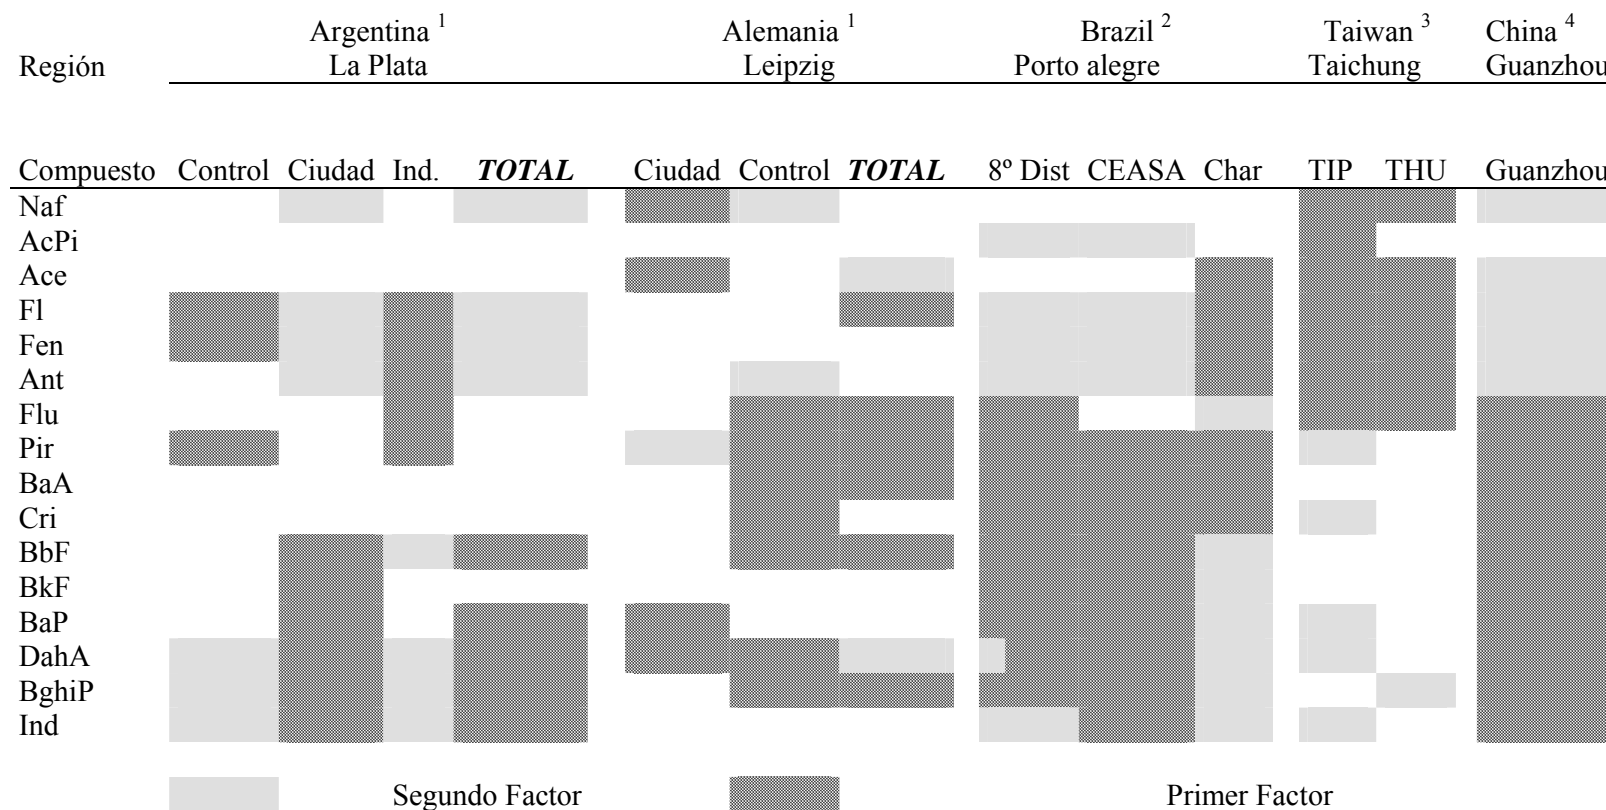 Argentina 1 Alemania 1 Brazil 2 Taiwan 3 China 4
Región La Plata Leipzig Porto alegre Taichung Guanzhou
Compuesto Control Ciudad Ind. TOTAL Ciudad Control TOTAL 8º Dist CEASA Char TIP THU Guanzhou
Naf
AcPi
Ace
Fl
Fen
Ant
Flu
Pir
BaA
Cri
BbF
BkF
BaP
DahA
BghiP
Ind
Segundo Factor Primer Factor